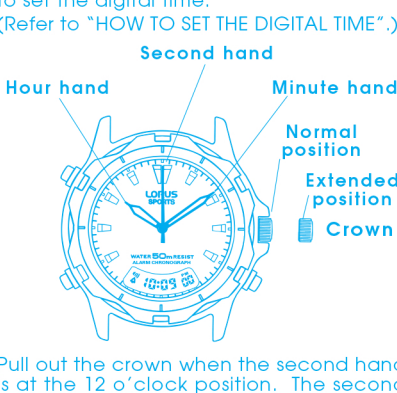 to set the digital time.
(Refer to “HOW TO SET THE DIGITAL TIME”.)
Second hand
Hour hand
Minute hand
Normal
position
Extended
position
Crown
LORUS
SPORTS
WATER 50m RESIST
ALARM CHRONOGRAPH
10:09 00
Pull out the crown when the second hand
is at the 12 o’clock position. The second